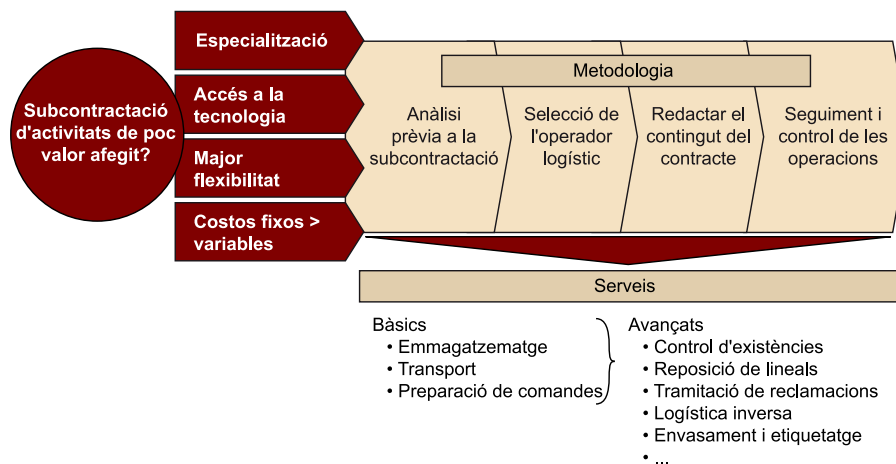 Subcontractació
d'activitats de poc
valor afegit?
Especialització
Accés a la
tecnologia
Major
flexibilitat
Costos fixos >
variables
Metodologia
Anàlisi
prèvia a la
subcontractació
Selecció de
l'operador
logístic
Redactar el
contingut del
contracte
Seguiment i
control de les
operacions
Serveis
Bàsics
• Emmagatzematge
• Transport
• Preparació de comandes
Avançats
• Control d'existències
• Reposició de lineals
• Tramitació de reclamacions
• Logística inversa
• Envasament i etiquetatge
• ...